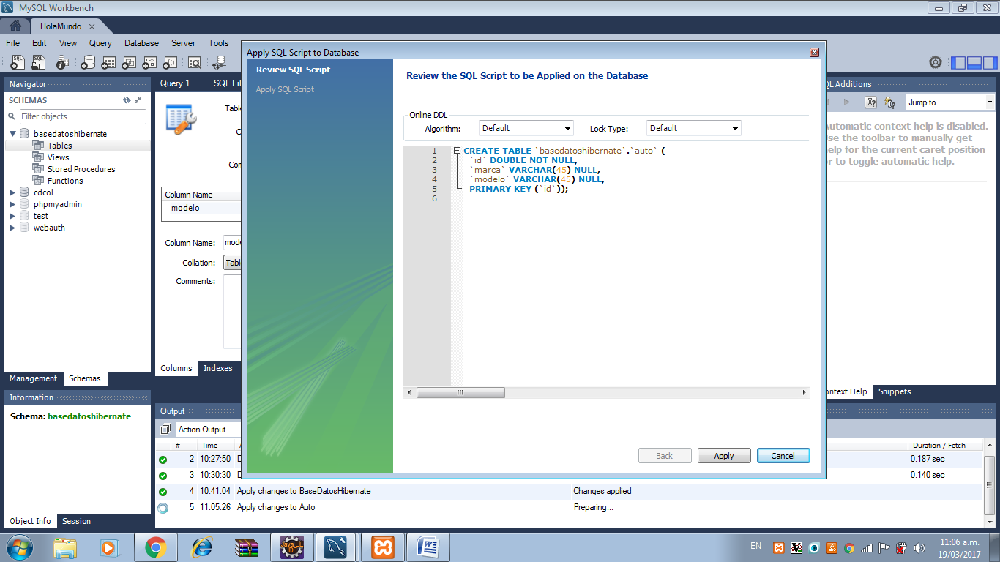 MySQL Workbench
HolaMundo
File Edit View Query Database Server Tools
Navigator
SCHEMAS
Filter objects
basedatoshibernate
Tables
Views
Stored Procedures
Functions
cdcol
phpmyadmin
test
webauth
Management Schemas
Information
Schema: basedatoshibernate
Object Info Session
Query 1 SQL Fil
Table
Column Name
modelo
Column Name: mode
Collation: Table
Comments:
Columns Indexes
Apply SQL Script to Database
Review SQL Script
Apply SQL Script
Review the SQL Script to be Applied on the Database
Online DDL
Algorithm: Default Lock Type: Default
1 CREATE TABLE `basedatoshibernate`.`auto` (
2 `id` DOUBLE NOT NULL,
3 `marca` VARCHAR(45) NULL,
4 `modelo` VARCHAR(45) NULL,
5 PRIMARY KEY (`id`));
6
Back Apply Cancel
QL Additions
Jump to
Automatic context help is disabled.
Use the toolbar to manually get
help for the current caret position
or to toggle automatic help.
ontext Help Snippets
Output
Action Output
# Time Duration / Fetch
2 10:27:50 0.187 sec
3 10:30:30 0.140 sec
4 10:41:04 Apply changes to BaseDatosHibernate Changes applied
5 11:05:26 Apply changes to Auto Preparing...
Java EE
IDE
EN
11:06 a.m.
19/03/2017